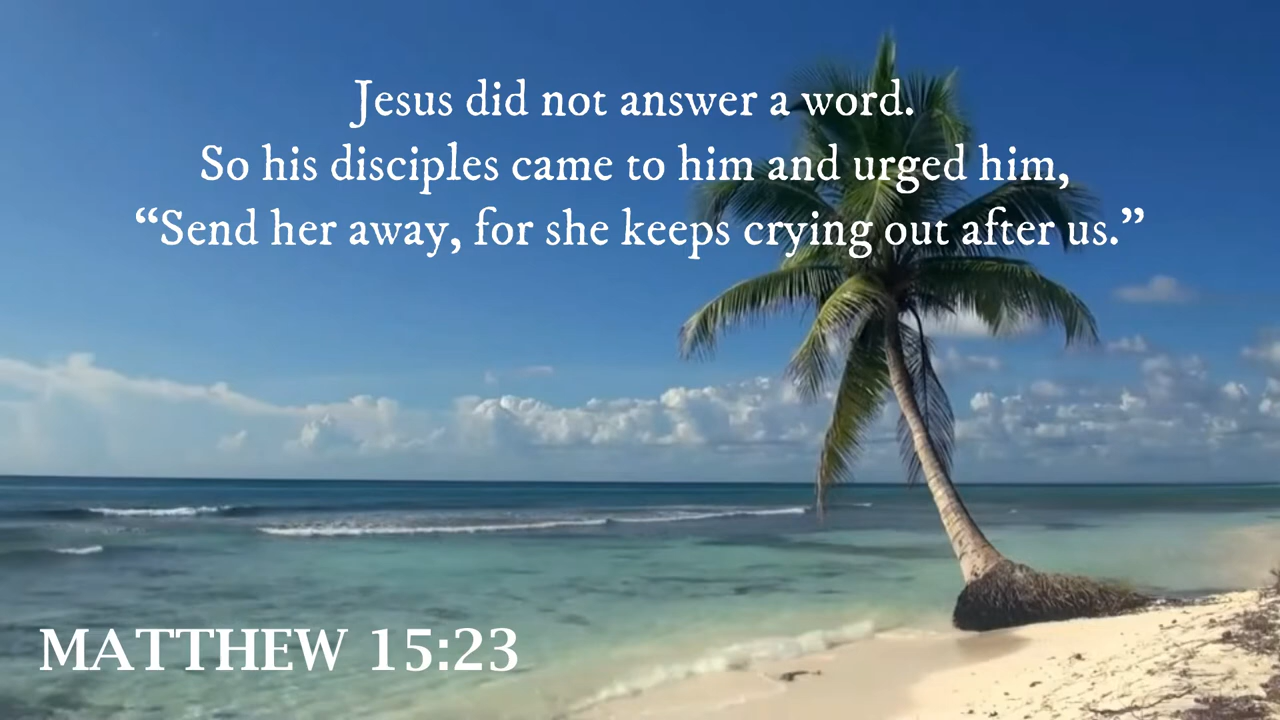 Jesus did not answer a word.
So his disciples came to him and urged him,
“Send her away, for she keeps crying out after us.”
MATTHEW 15:23